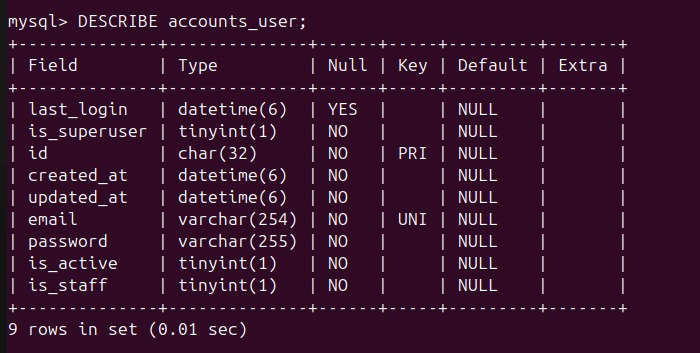 mysql> DESCRIBE accounts_user;
+--------------+--------------+------+-----+---------+-------+
| Field        | Type         | Null | Key | Default | Extra |
+--------------+--------------+------+-----+---------+-------+
| last_login   | datetime(6)  | YES  |     | NULL    |       |
| is_superuser | tinyint(1)   | NO   |     | NULL    |       |
| id           | char(32)     | NO   | PRI | NULL    |       |
| created_at   | datetime(6)  | NO   |     | NULL    |       |
| updated_at   | datetime(6)  | NO   |     | NULL    |       |
| email        | varchar(254) | NO   | UNI | NULL    |       |
| password     | varchar(255) | NO   |     | NULL    |       |
| is_active    | tinyint(1)   | NO   |     | NULL    |       |
| is_staff     | tinyint(1)   | NO   |     | NULL    |       |
+--------------+--------------+------+-----+---------+-------+
9 rows in set (0.01 sec)